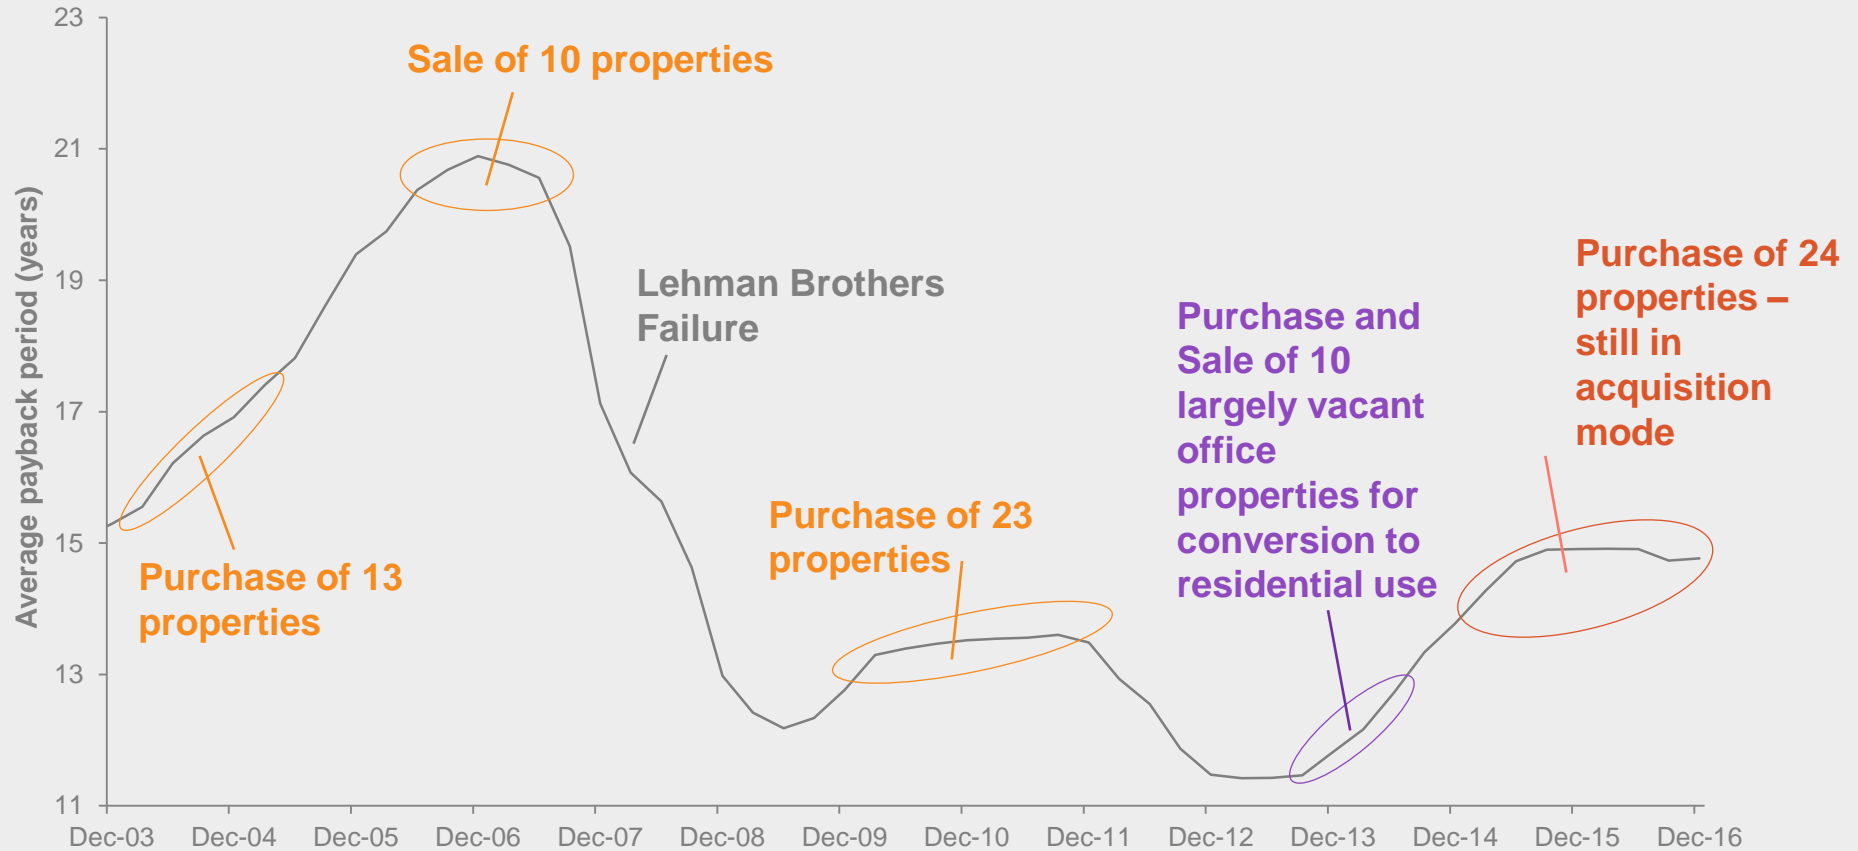 Average payback period (years)
23
21
19
17
15
13
11
Sale of 10 properties
Lehman Brothers
Failure
Purchase of 13
properties
Purchase of 23
properties
Purchase and
Sale of 10
largely vacant
office
properties for
conversion to
residential use
Purchase of 24
properties –
still in
acquisition
mode
Dec-03 Dec-04 Dec-05 Dec-06 Dec-07 Dec-08 Dec-09 Dec-10 Dec-11 Dec-12 Dec-13 Dec-14 Dec-15 Dec-16